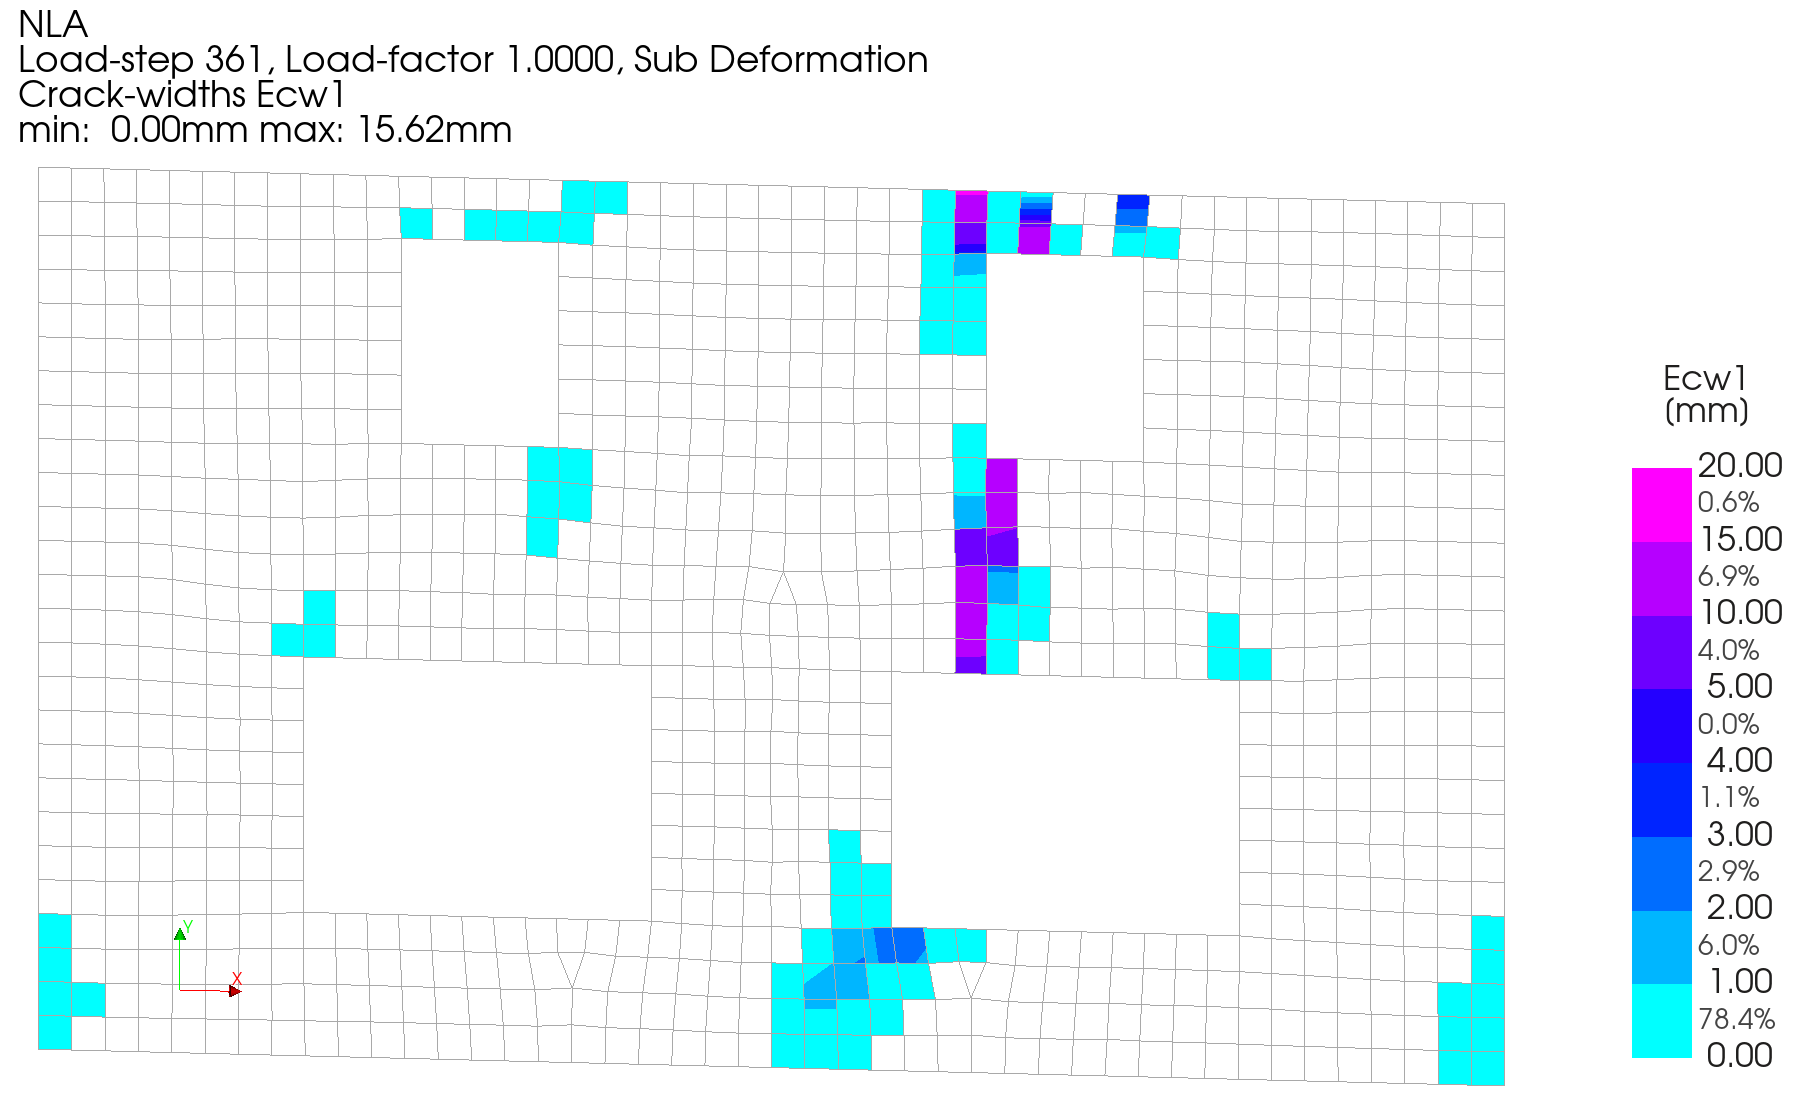 NLA
Load-step 361, Load-factor 1.0000, Sub Deformation
Crack-widths Ecw1
min: 0.00mm max: 15.62mm
Ecw1
(mm)
20.00
0.6%
15.00
6.9%
10.00
4.0%
5.00
0.0%
4.00
1.1%
3.00
2.9%
2.00
6.0%
1.00
78.4%
0.00
Y
X